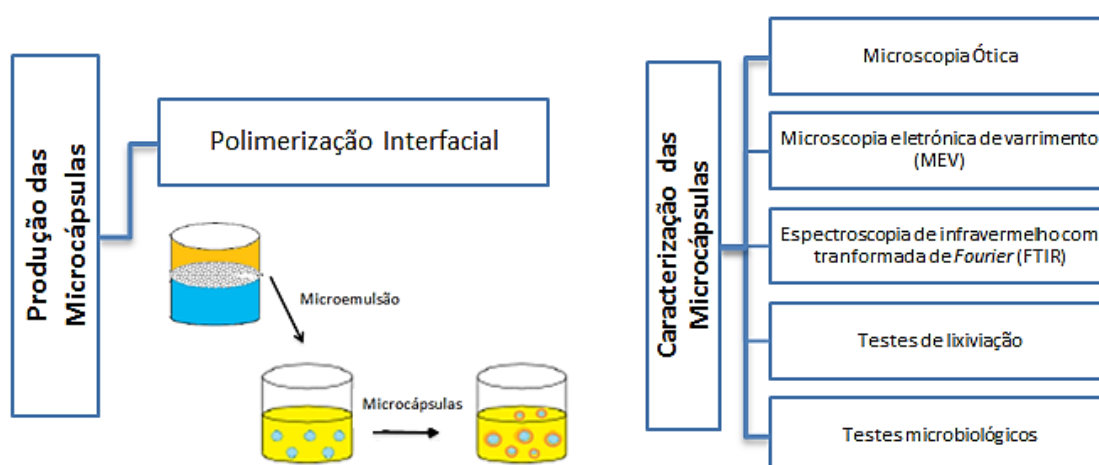 Produção das
Microcápsulas
Polimerização Interfacial
Microemulsão
Microcápsulas
Caracterização das
Microcápsulas
Microscopia Ótica
Microscopia eletrónica de varrimento
(MEV)
Espectroscopia de infravermelho com
tranformada de Fourier (FTIR)
Testes de lixiviação
Testes microbiológicos